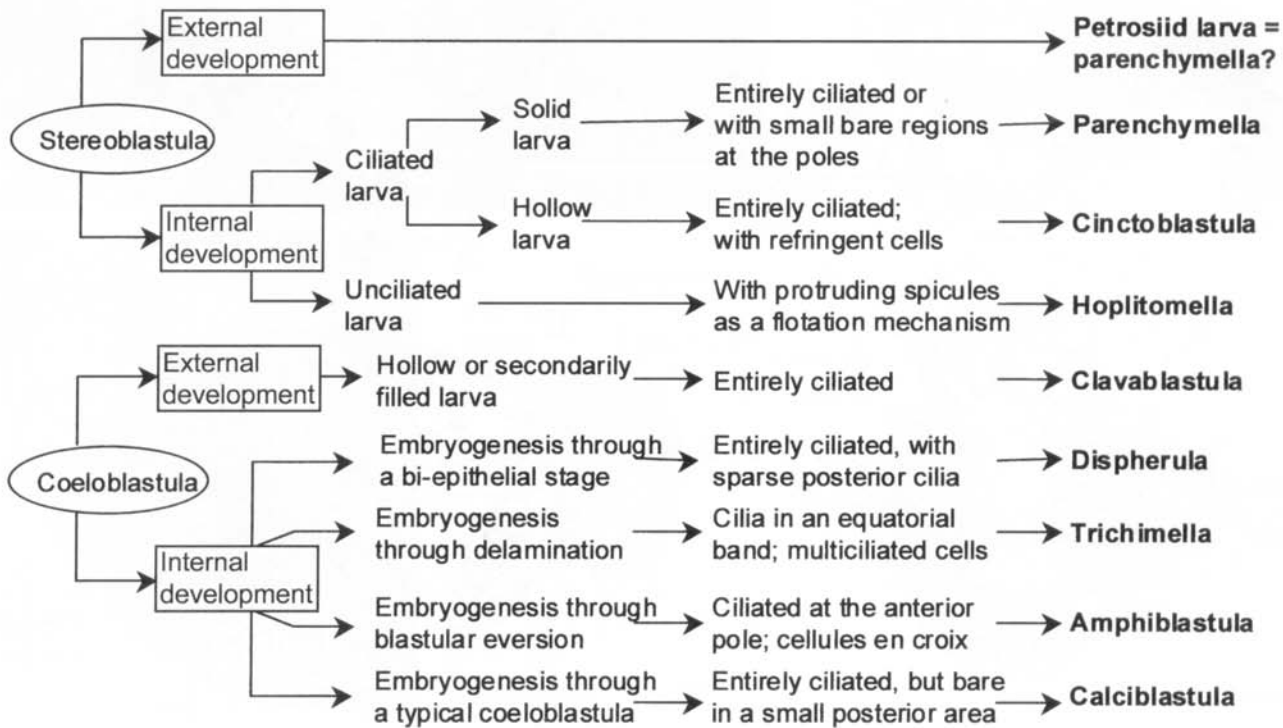 External
development
Petrosiid larva =
parenchymella?
Stereoblastula
Internal
development
Ciliated
larva
Solid
larva
Entirely ciliated or
with small bare regions
at the poles
Parenchymella
Hollow
larva
Entirely ciliated;
with refringent cells
Cinctoblastula
Unciliated
larva
With protruding spicules
as a flotation mechanism
Hoplitomella
Coeloblastula
External
development
Hollow or secondarily
filled larva
Entirely ciliated
Clavablastula
Internal
development
Embryogenesis through
a bi-epithelial stage
Entirely ciliated, with
sparse posterior cilia
Dispherula
Embryogenesis
through delamination
Cilia in an equatorial
band; multiciliated cells
Trichimella
Embryogenesis through
blastular eversion
Ciliated at the anterior
pole; cellules en croix
Amphiblastula
Embryogenesis through
a typical coeloblastula
Entirely ciliated, but bare
in a small posterior area
Calciblastula